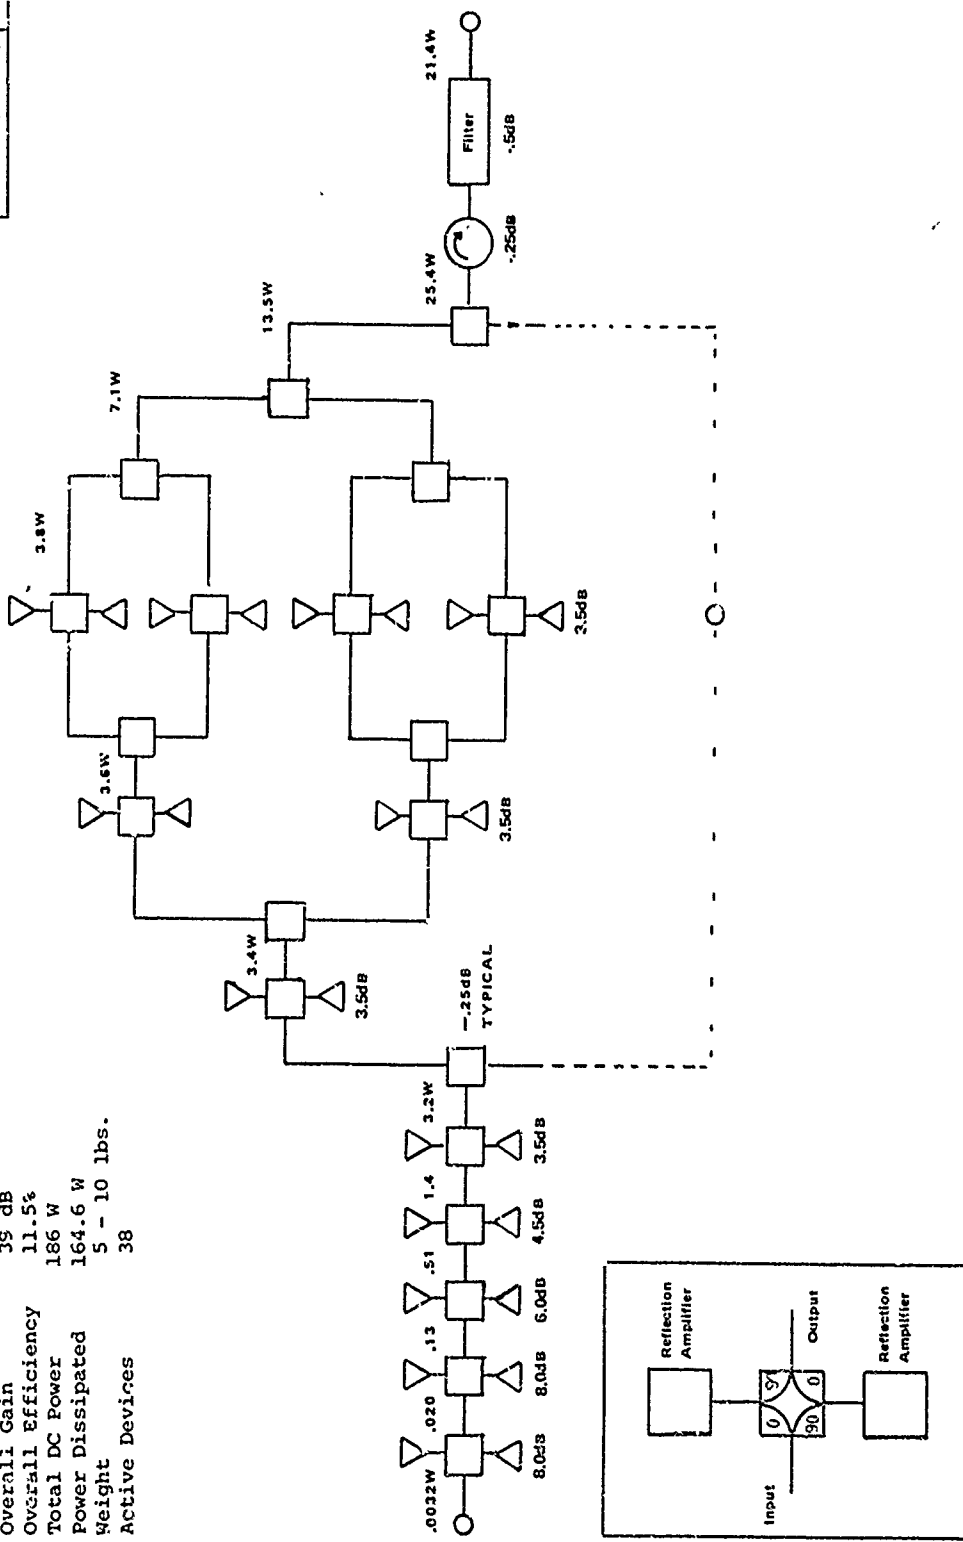 Overall Gain 39 dB
Overall Efficiency 11.5%
Total DC Power 186 W
Power Dissipated 164.6 W
Weight 5 - 10 lbs.
Active Devices 38
.0032W
.020
.13
.51
1.4
3.2W
8.0dB
8.0dB
6.0dB
4.5dB
3.5dB
-.25dB
TYPICAL
3.4W
3.5dB
3.6W
3.5dB
3.8W
3.5dB
7.1W
13.5W
25.4W
-.25dB
Filter
-.5dB
21.4W
Reflection
Amplifier
Input
0
90
90
0
Output
Reflection
Amplifier